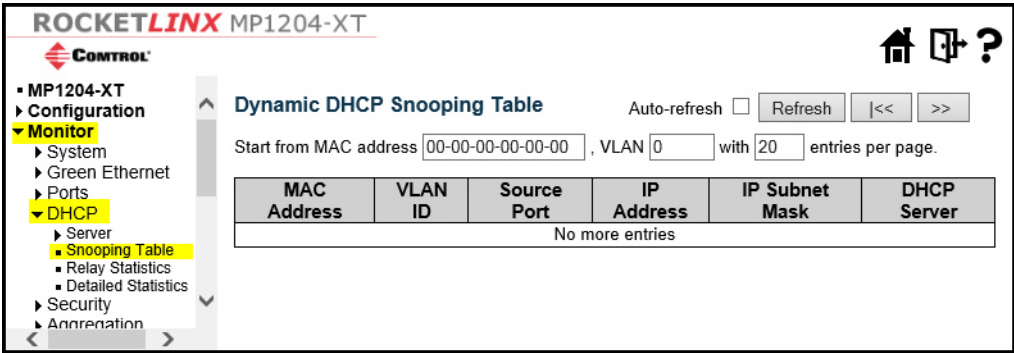 ROCKETLINX MP1204-XT
COMTROL
MP1204-XT
Configuration
Monitor
System
Green Ethernet
Ports
DHCP
Server
Snooping Table
Relay Statistics
Detailed Statistics
Security
Aggregation
Dynamic DHCP Snooping Table
Auto-refresh Refresh |<< >>
Start from MAC address 00-00-00-00-00-00 , VLAN 0 with 20 entries per page.
MAC Address VLAN ID Source Port IP Address IP Subnet Mask DHCP Server
No more entries